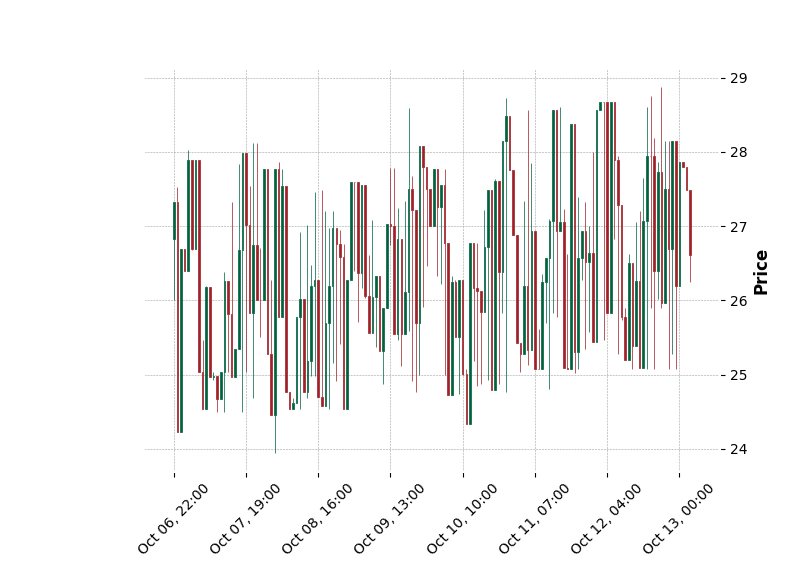 29
28
27
26
25
24
Price
Oct 06, 22:00
Oct 07, 19:00
Oct 08, 16:00
Oct 09, 13:00
Oct 10, 10:00
Oct 11, 07:00
Oct 12, 04:00
Oct 13, 00:00